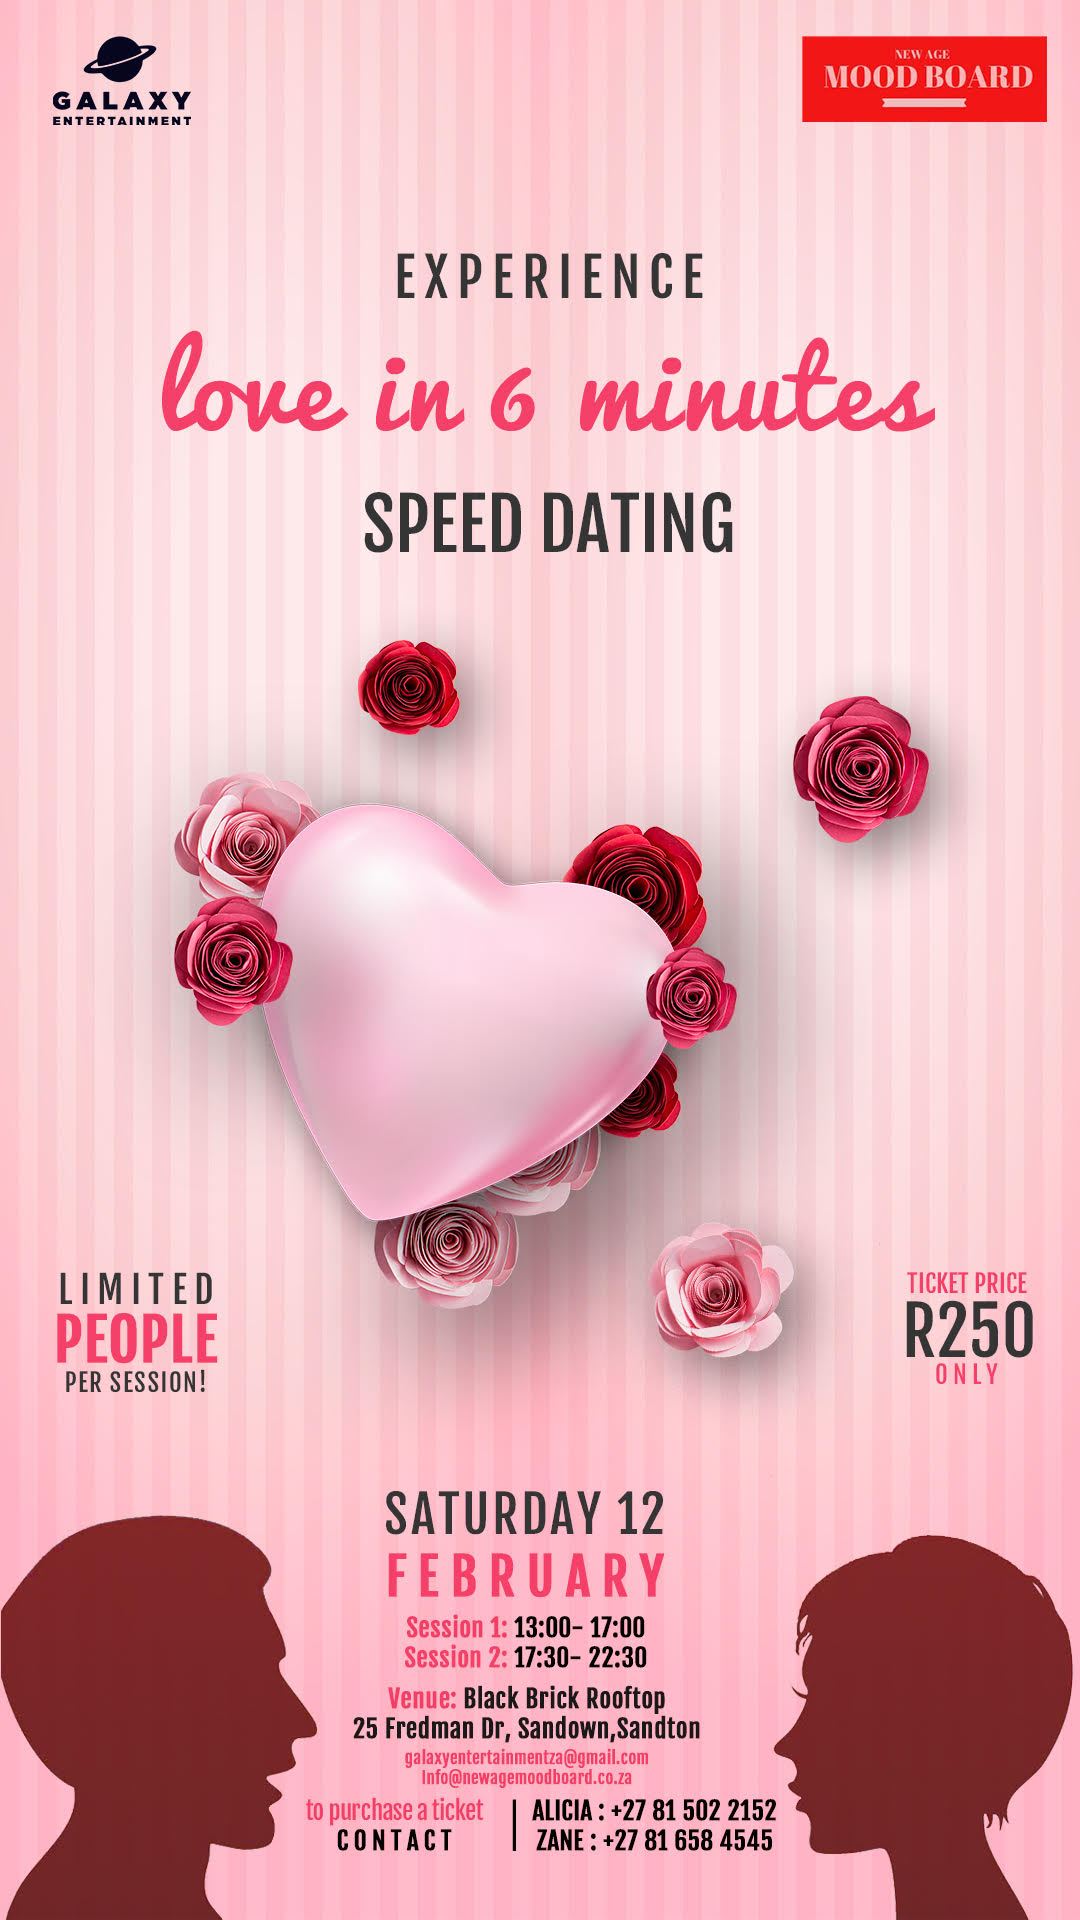 GALAXY
ENTERTAINMENT
NEW AGE
MOOD BOARD
EXPERIENCE
love in 6 minutes
SPEED DATING
LIMITED
PEOPLE
PER SESSION!
TICKET PRICE
R250
ONLY
SATURDAY 12
FEBRUARY
Session 1: 13:00- 17:00
Session 2: 17:30- 22:30
Venue: Black Brick Rooftop
25 Fredman Dr, Sandown,Sandton
galaxyentertainmentza@gmail.com
Info@newagemoodboard.co.za
to purchase a ticket
CONTACT
ALICIA : +27 81 502 2152
ZANE : +27 81 658 4545